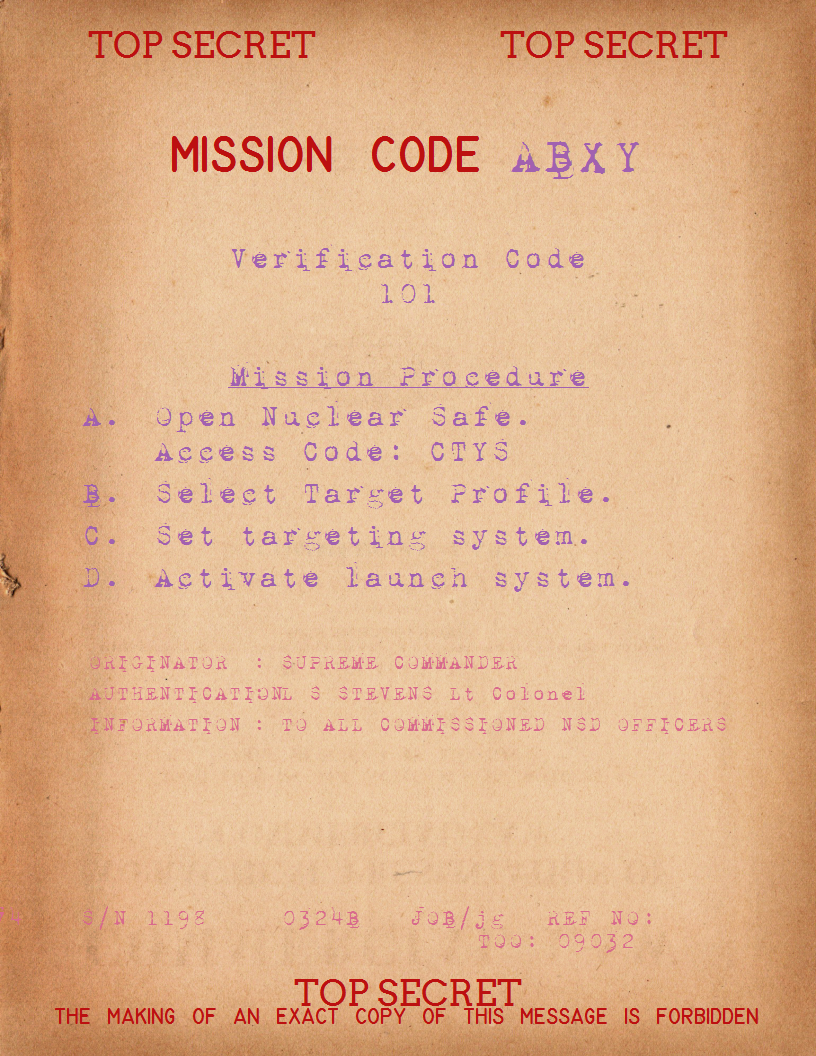 TOP SECRET TOP SECRET
MISSION CODE ABXY
Verification Code
101
Mission Procedure
A. Open Nuclear Safe.
Access Code: CTYS
B. Select Target Profile.
C. Set targeting system.
D. Activate launch system.
ORIGINATOR : SUPREME COMMANDER
AUTHENTICATIONL S STEVENS Lt Colonel
INFORMATION : TO ALL COMMISSIONED NSD OFFICERS
S/N 1198 0324B JOB/jg REF NO:
TOO: 09032
TOP SECRET
THE MAKING OF AN EXACT COPY OF THIS MESSAGE IS FORBIDDEN